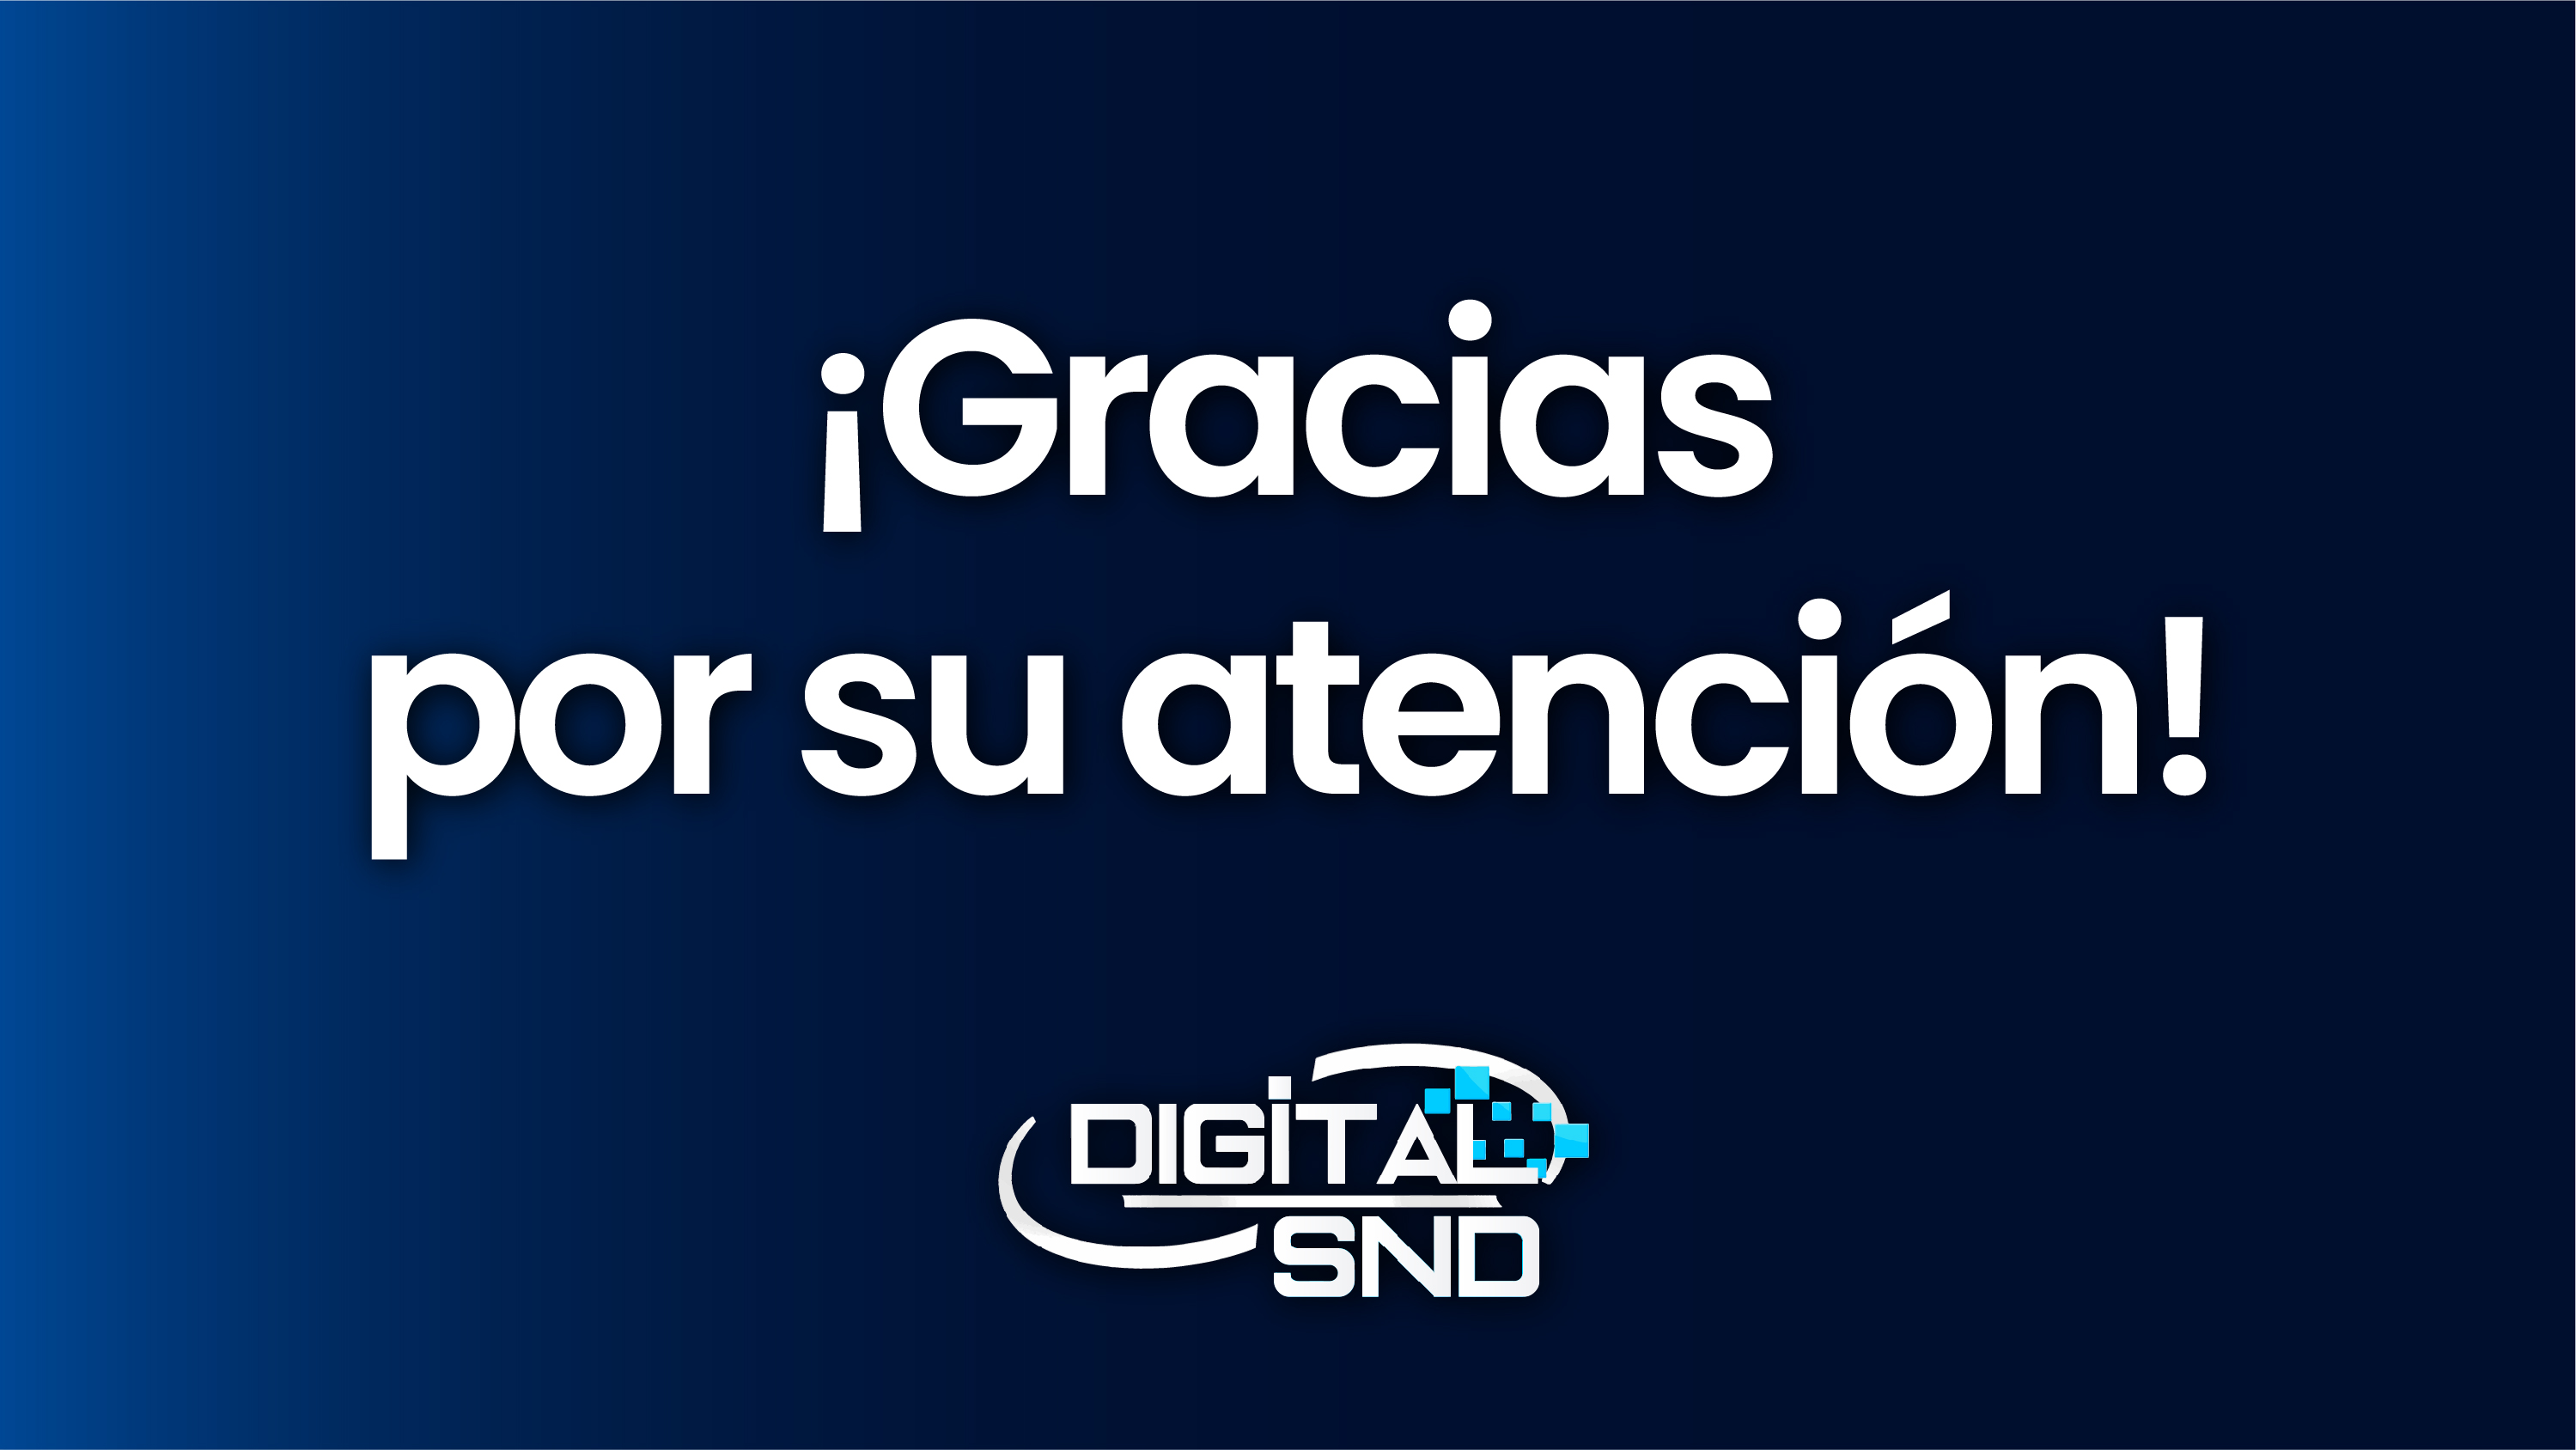 ¡Gracias
por su atención!
DIGITAL
SND